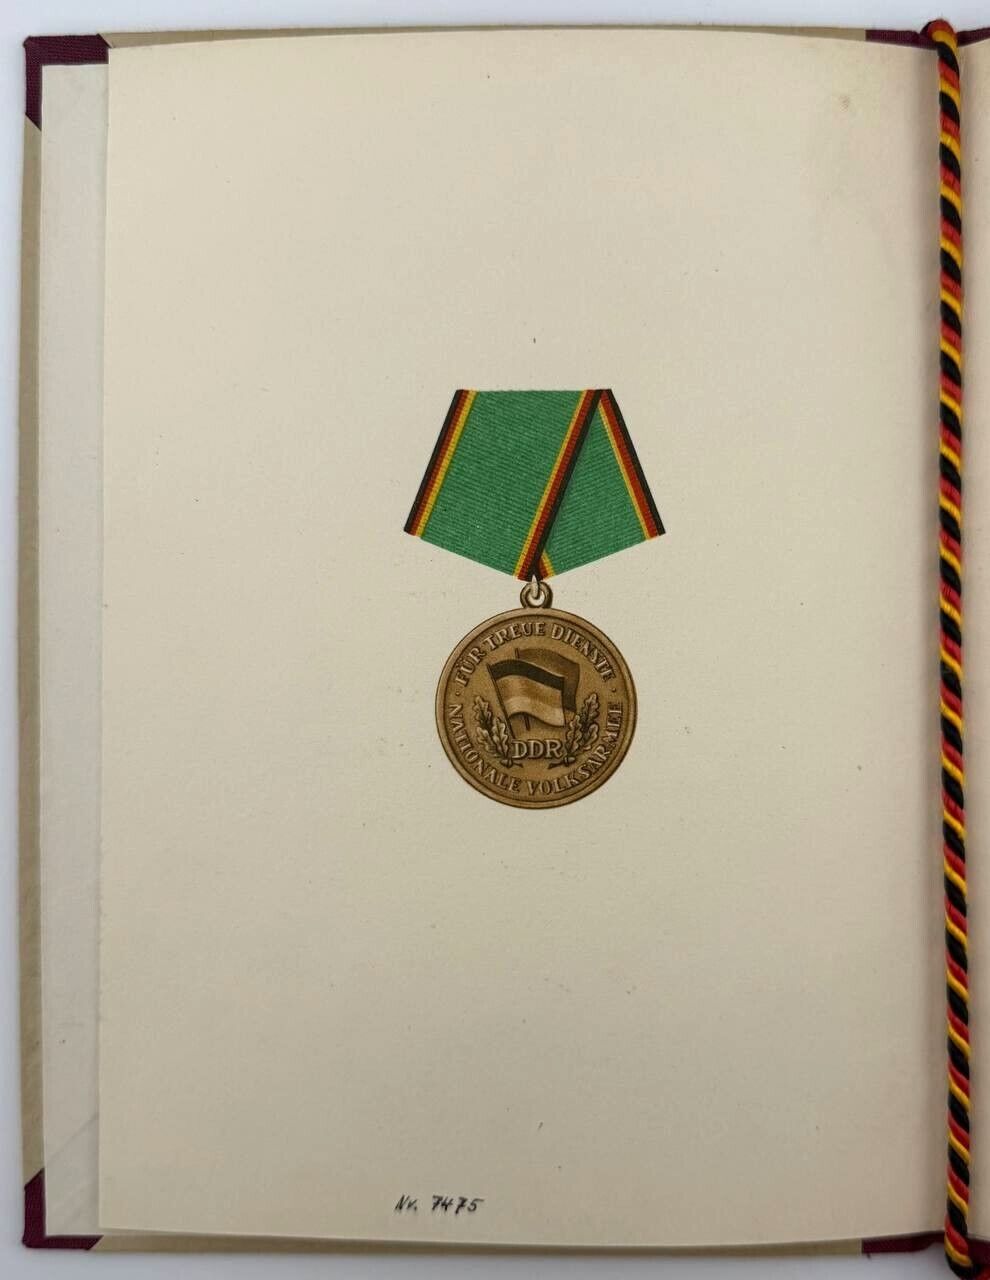 · FÜR TREUE DIENSTE ·
NATIONALE VOLKSARMEE
DDR
Nr. 7475